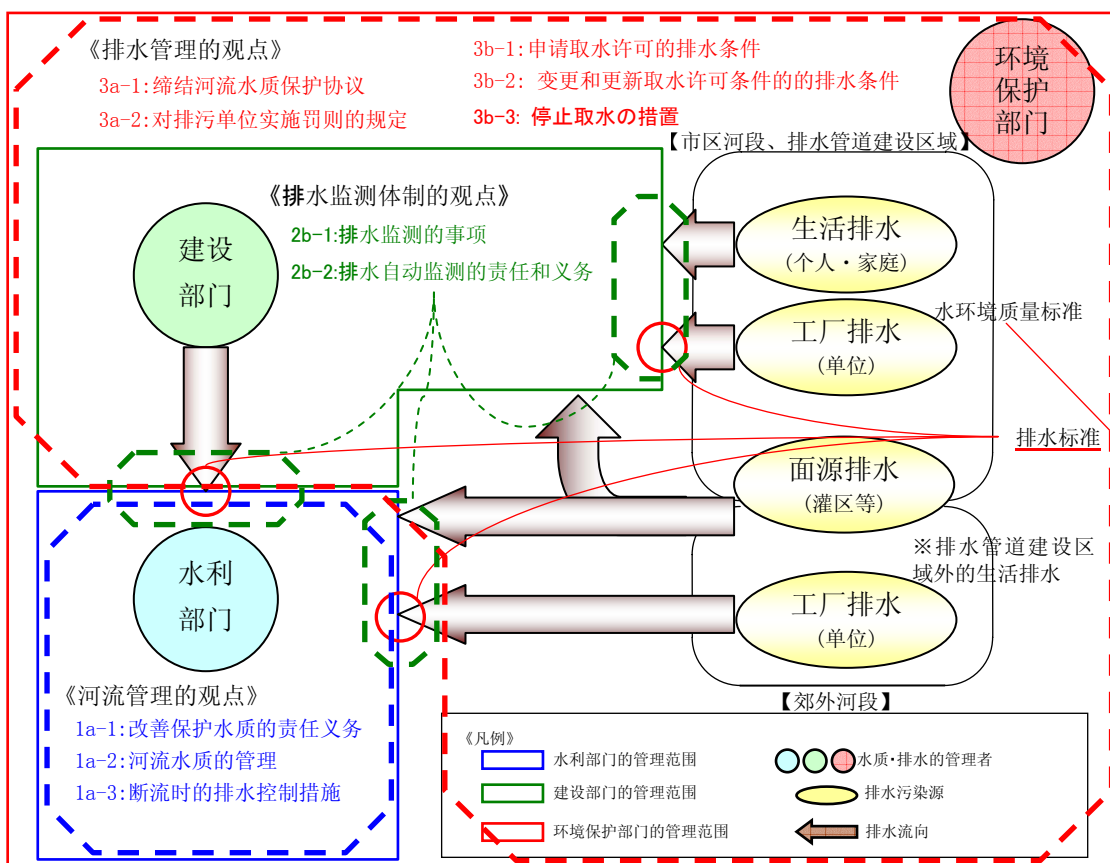 《排水管理的观点》
3a-1:缔结河流水质保护协议
3a-2:对排污单位实施罚则的规定
3b-1:申请取水许可的排水条件
3b-2: 变更和更新取水许可条件的的排水条件
3b-3: 停止取水の措置
环境
保护
部门
【市区河段、排水管道建设区域】
《排水监测体制的观点》
2b-1:排水监测的事项
2b-2:排水自动监测的责任和义务
建设
部门
生活排水
(个人・家庭)
工厂排水
(单位)
水环境质量标准
排水标准
面源排水
(灌区等)
※排水管道建设区
域外的生活排水
工厂排水
(单位)
【郊外河段】
水利
部门
《河流管理的观点》
1a-1:改善保护水质的责任义务
1a-2:河流水质的管理
1a-3:断流时的排水控制措施
《凡例》
水利部门的管理范围
建设部门的管理范围
环境保护部门的管理范围
水质・排水的管理者
排水污染源
排水流向